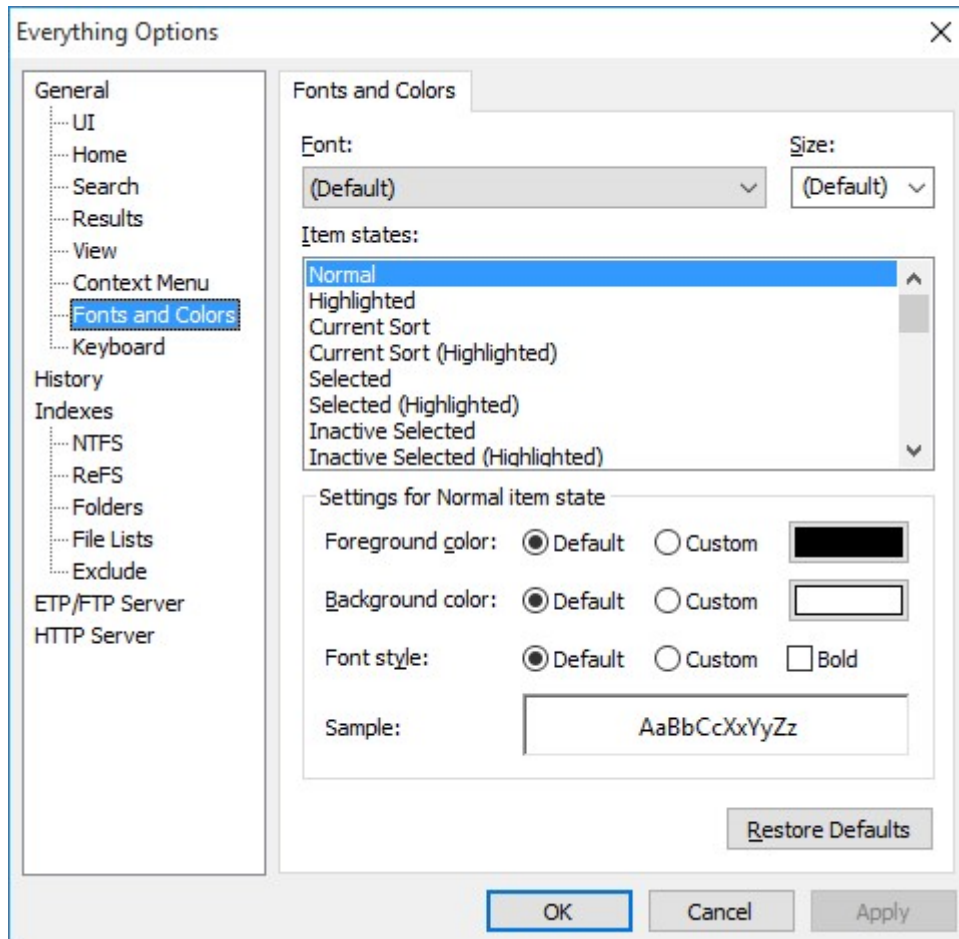 Everything Options
General
UI
Home
Search
Results
View
Context Menu
Fonts and Colors
Keyboard
History
Indexes
NTFS
ReFS
Folders
File Lists
Exclude
ETP/FTP Server
HTTP Server
Fonts and Colors
Font: Size:
(Default) (Default)
Item states:
Normal
Highlighted
Current Sort
Current Sort (Highlighted)
Selected
Selected (Highlighted)
Inactive Selected
Inactive Selected (Highlighted)
Settings for Normal item state
Foreground color: Default Custom
Background color: Default Custom
Font style: Default Custom Bold
Sample: AaBbCcXxYyZz
Restore Defaults
OK Cancel Apply